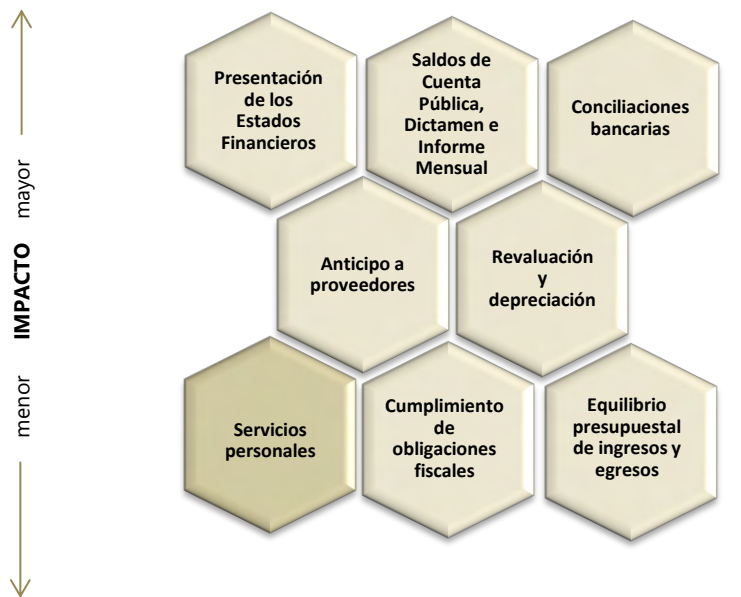 Presentación
de los
Estados
Financieros
Saldos de
Cuenta
Pública,
Dictamen e
Informe
Mensual
Conciliaciones
bancarias
Anticipo a
proveedores
Revaluación
y
depreciación
Servicios
personales
Cumplimiento
de
obligaciones
fiscales
Equilibrio
presupuestal
de ingresos y
egresos
menor IMPACTO mayor